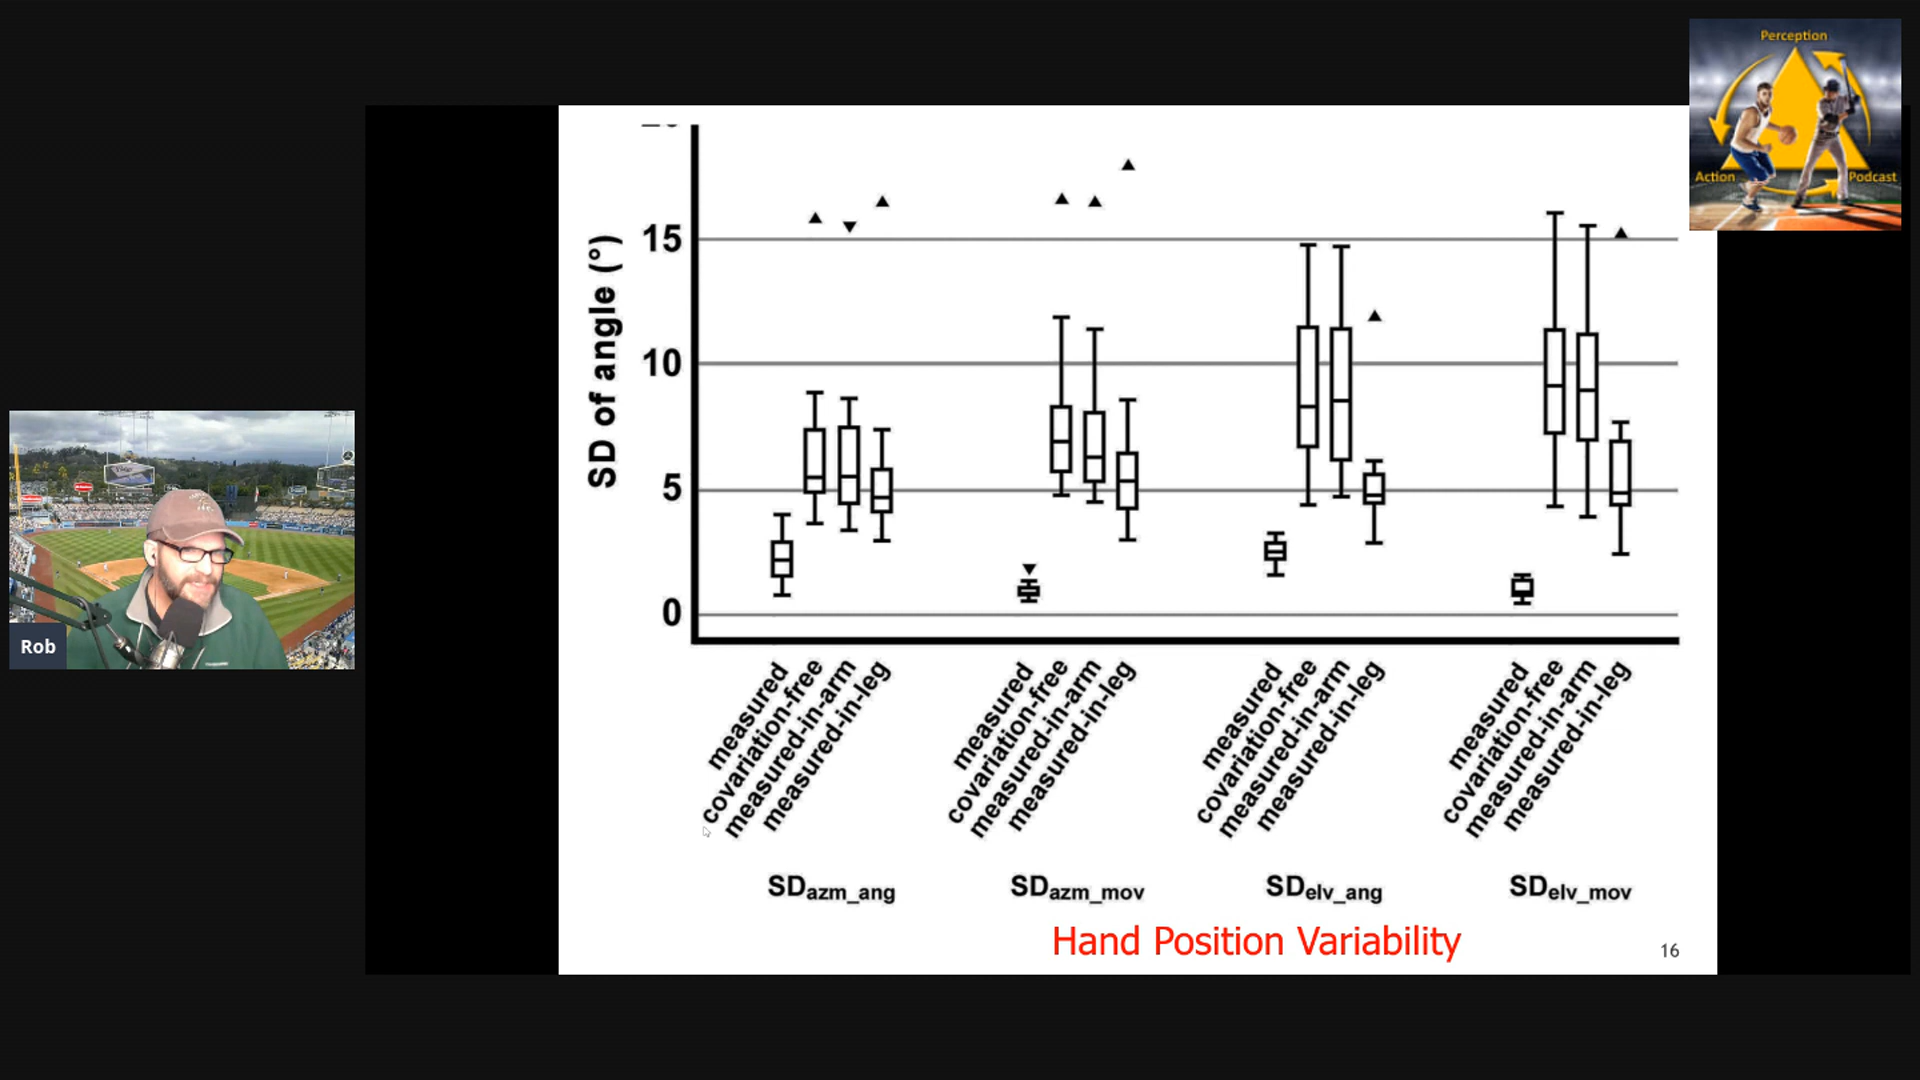 Perception
Action
Podcast
SD of angle (°)
15
10
5
0
measured
covariation-free
measured-in-arm
measured-in-leg
measured
covariation-free
measured-in-arm
measured-in-leg
measured
covariation-free
measured-in-arm
measured-in-leg
measured
covariation-free
measured-in-arm
measured-in-leg
SDazm_ang
SDazm_mov
SDelv_ang
SDelv_mov
Hand Position Variability
16
Rob